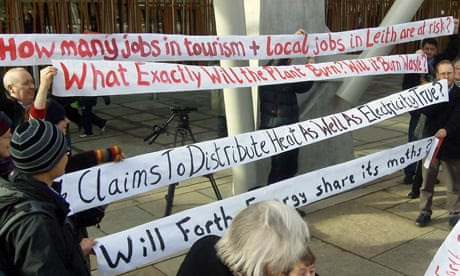 How many jobs in tourism + local jobs in Leith are at risk?
What Exactly Will the Plant Burn? Will it Burn Waste?
Claims To Distribute Heat As Well As Electricity True?
Will Forth Energy share its maths?